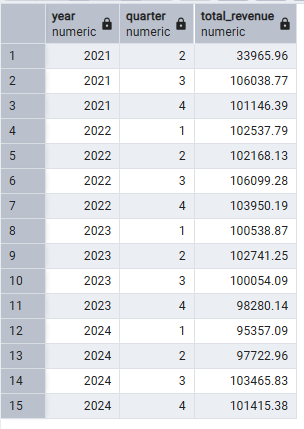 year numeric quarter numeric total_revenue numeric
1 2021 2 33965.96
2 2021 3 106038.77
3 2021 4 101146.39
4 2022 1 102537.79
5 2022 2 102168.13
6 2022 3 106099.28
7 2022 4 103950.19
8 2023 1 100538.87
9 2023 2 102741.25
10 2023 3 100054.09
11 2023 4 98280.14
12 2024 1 95357.09
13 2024 2 97722.96
14 2024 3 103465.83
15 2024 4 101415.38